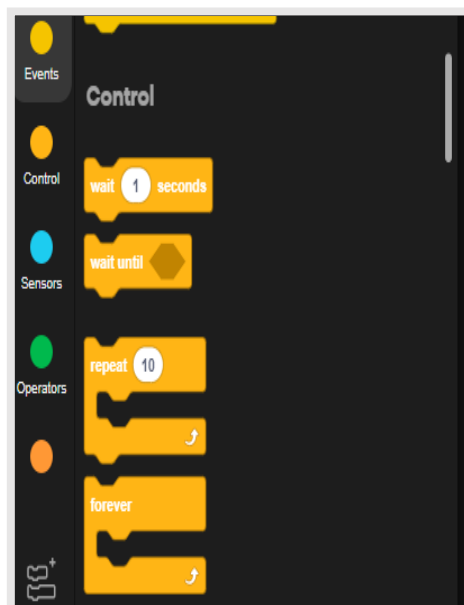 Events
Control
Sensors
Operators
Control
wait 1 seconds
wait until
repeat 10
forever